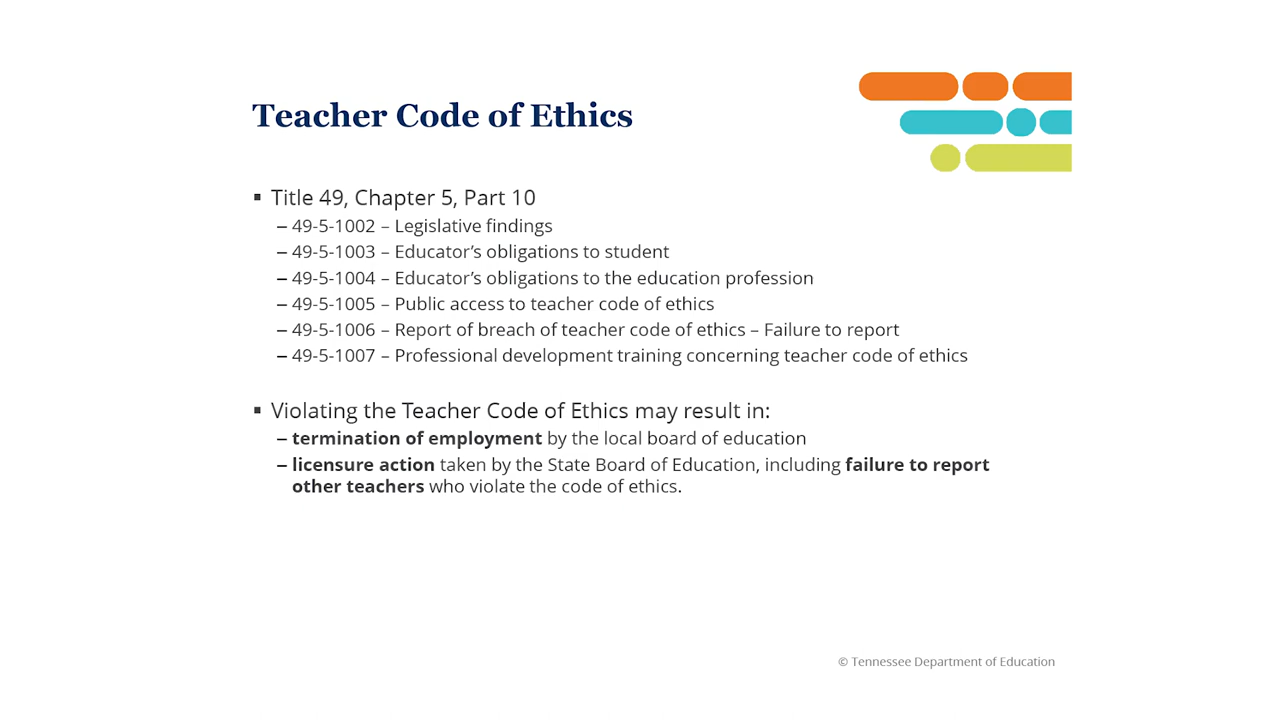 Teacher Code of Ethics
▪ Title 49, Chapter 5, Part 10
– 49-5-1002 – Legislative findings
– 49-5-1003 – Educator’s obligations to student
– 49-5-1004 – Educator’s obligations to the education profession
– 49-5-1005 – Public access to teacher code of ethics
– 49-5-1006 – Report of breach of teacher code of ethics – Failure to report
– 49-5-1007 – Professional development training concerning teacher code of ethics
▪ Violating the Teacher Code of Ethics may result in:
– termination of employment by the local board of education
– licensure action taken by the State Board of Education, including failure to report
other teachers who violate the code of ethics.
© Tennessee Department of Education